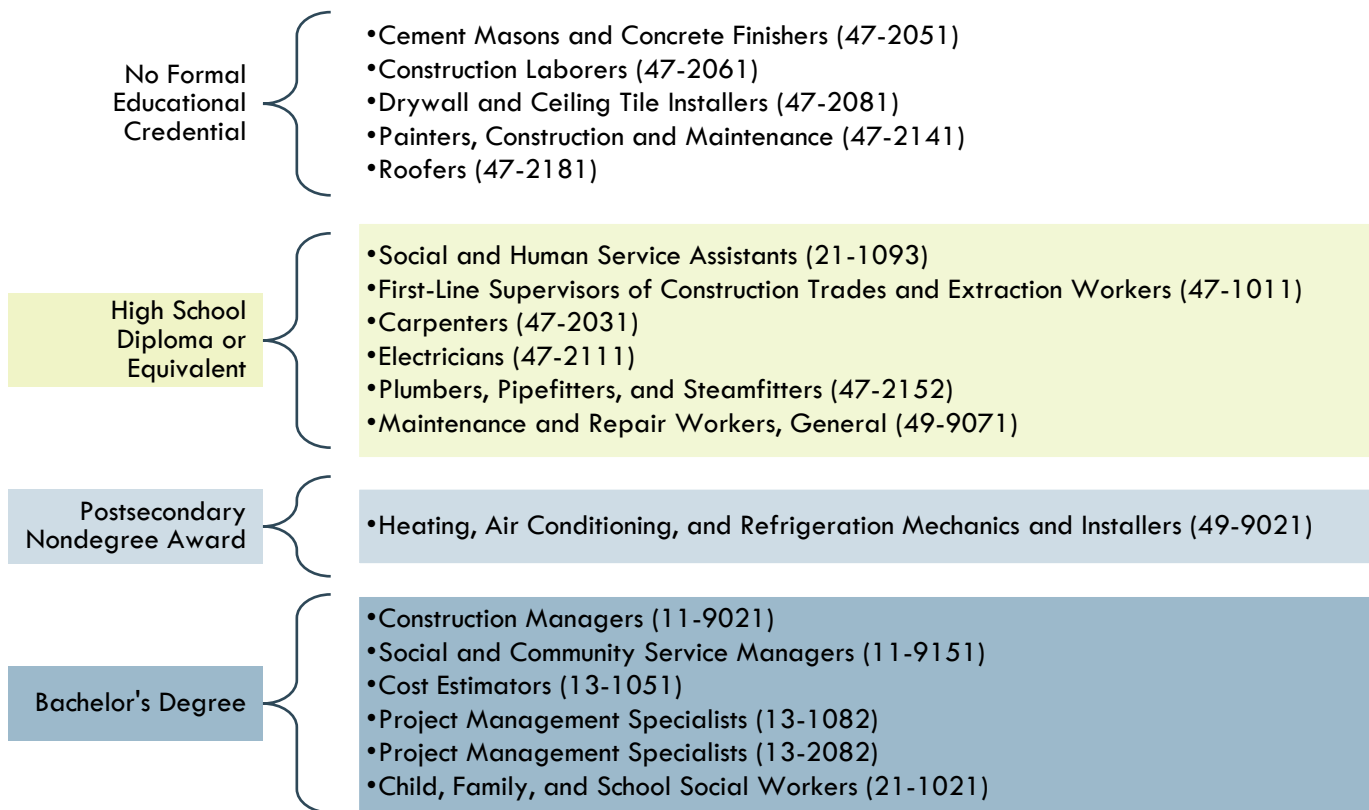 No Formal
Educational
Credential
•Cement Masons and Concrete Finishers (47-2051)
•Construction Laborers (47-2061)
•Drywall and Ceiling Tile Installers (47-2081)
•Painters, Construction and Maintenance (47-2141)
•Roofers (47-2181)
High School
Diploma or
Equivalent
•Social and Human Service Assistants (21-1093)
•First-Line Supervisors of Construction Trades and Extraction Workers (47-1011)
•Carpenters (47-2031)
•Electricians (47-2111)
•Plumbers, Pipefitters, and Steamfitters (47-2152)
•Maintenance and Repair Workers, General (49-9071)
Postsecondary
Nondegree Award
•Heating, Air Conditioning, and Refrigeration Mechanics and Installers (49-9021)
Bachelor's Degree
•Construction Managers (11-9021)
•Social and Community Service Managers (11-9151)
•Cost Estimators (13-1051)
•Project Management Specialists (13-1082)
•Project Management Specialists (13-2082)
•Child, Family, and School Social Workers (21-1021)